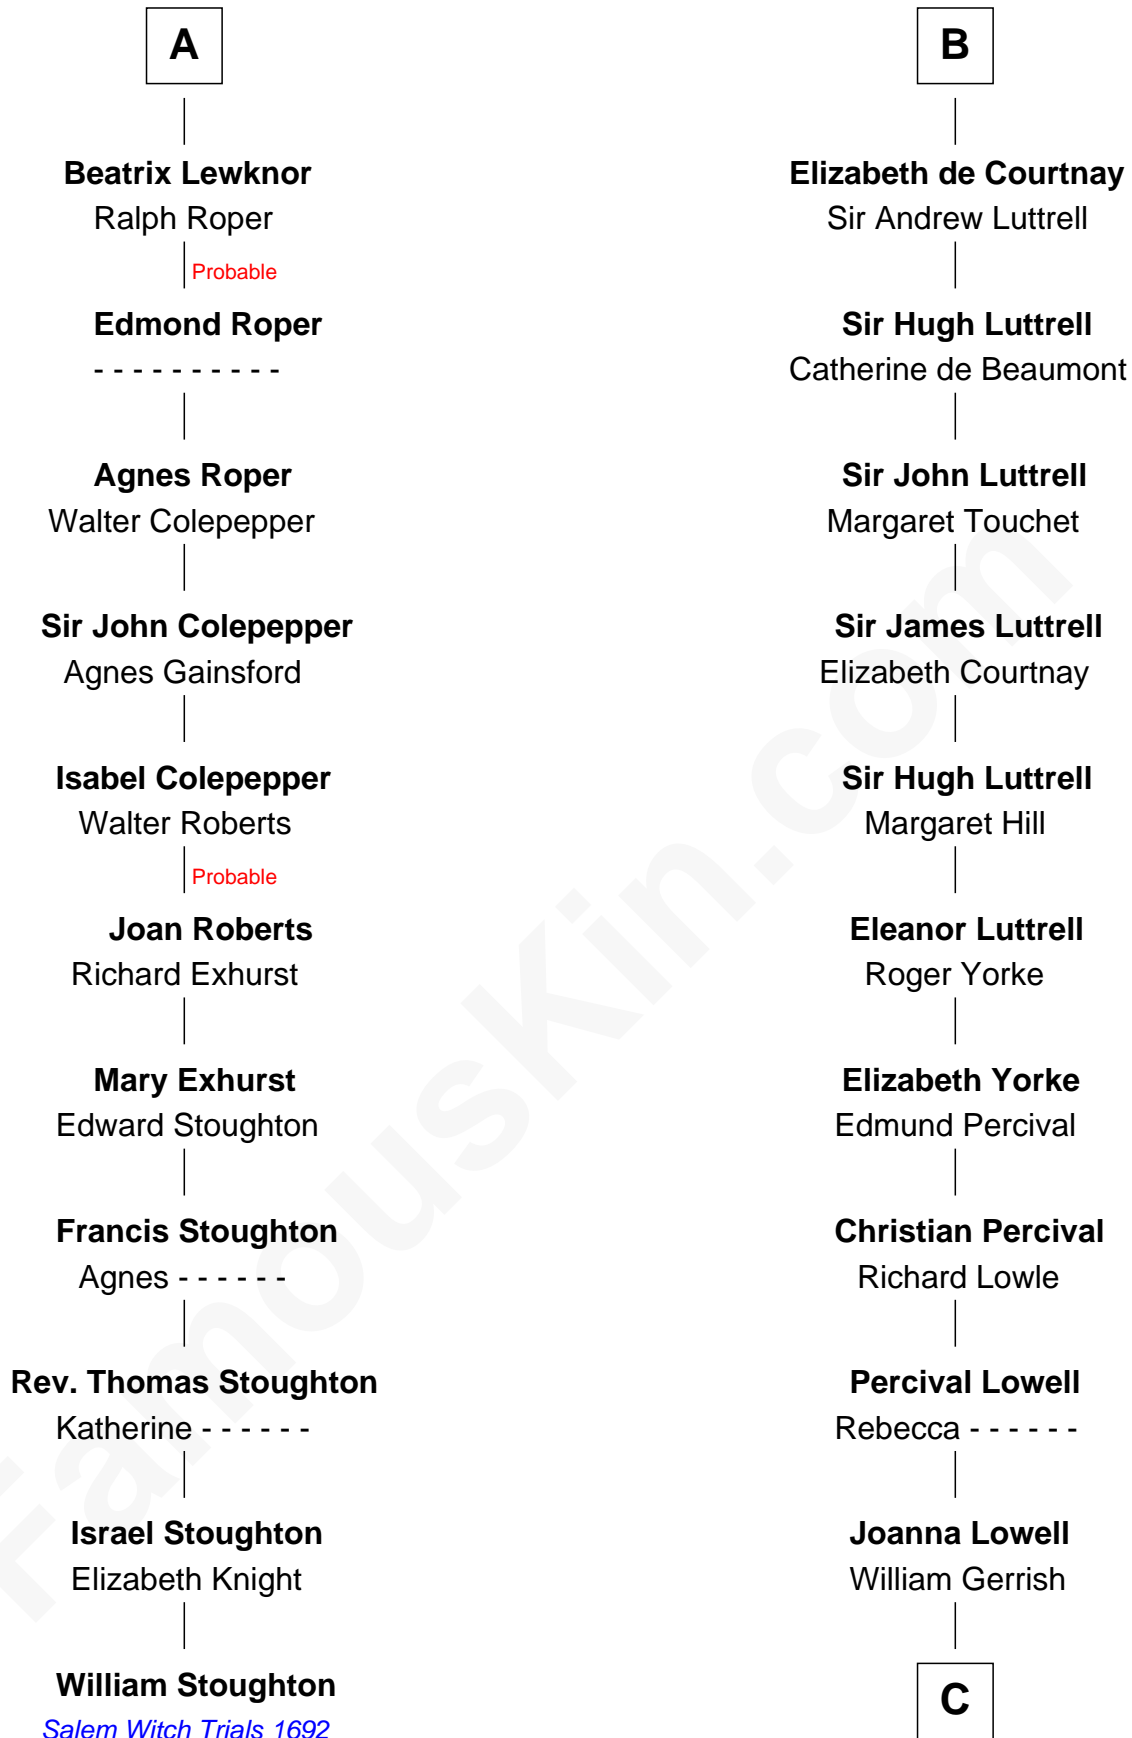 A
Beatrix Lewknor
Ralph Roper
Probable
Edmond Roper
- - - - - - - - - -
Agnes Roper
Walter Colepepper
Sir John Colepepper
Agnes Gainsford
Isabel Colepepper
Walter Roberts
Probable
Joan Roberts
Richard Exhurst
Mary Exhurst
Edward Stoughton
Francis Stoughton
Agnes - - - - - -
Rev. Thomas Stoughton
Katherine - - - - - -
Israel Stoughton
Elizabeth Knight
William Stoughton
Salem Witch Trials 1692
B
Elizabeth de Courtnay
Sir Andrew Luttrell
Sir Hugh Luttrell
Catherine de Beaumont
Sir John Luttrell
Margaret Touchet
Sir James Luttrell
Elizabeth Courtnay
Sir Hugh Luttrell
Margaret Hill
Eleanor Luttrell
Roger Yorke
Elizabeth Yorke
Edmund Percival
Christian Percival
Richard Lowle
Percival Lowell
Rebecca - - - - - -
Joanna Lowell
William Gerrish
C
FamousKin.com